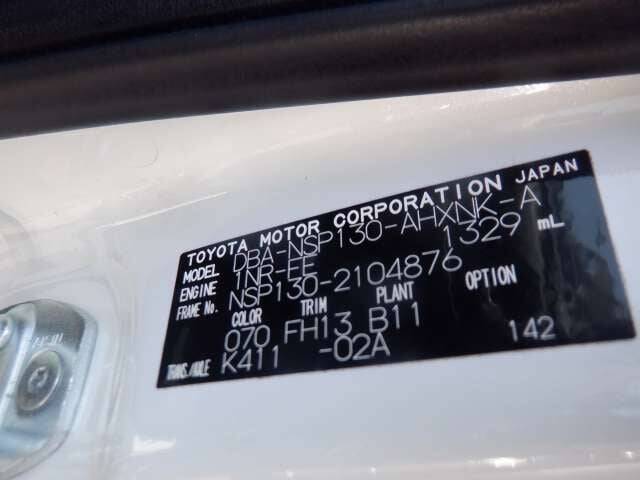 TOYOTA MOTOR CORPORATION JAPAN
MODEL DBA-NSP130-AHXNK-A
ENGINE 1NR-FE 1329 mL
FRAME No. NSP130-2104876
COLOR TRIM PLANT OPTION
070 FH13 B11
TRANS./AXLE K411 -02A 142